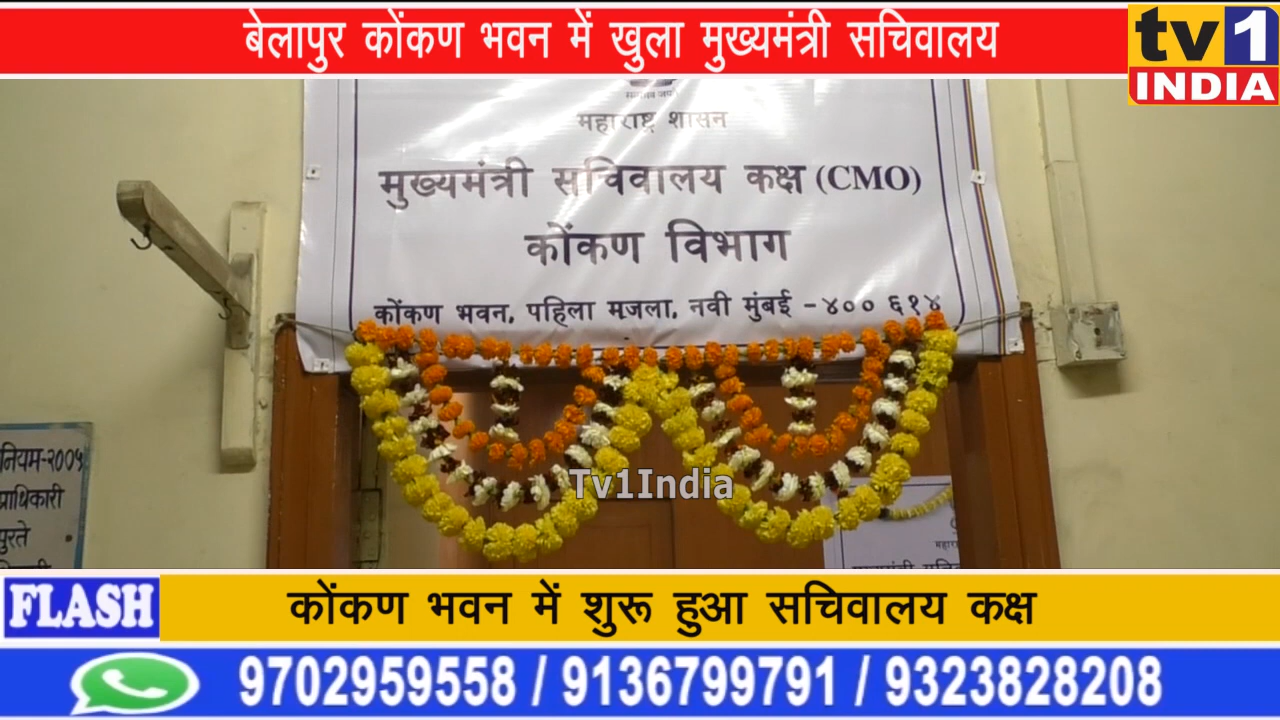 बेलापुर कोंकण भवन में खुला मुख्यमंत्री सचिवालय
tv1
INDIA
महाराष्ट्र शासन
मुख्यमंत्री सचिवालय कक्ष (CMO)
कोंकण विभाग
कोंकण भवन, पहिला मजला, नवी मुंबई - ४०० ६१४
नियम-२००५
प्राधिकारी
पुरते
Tv1India
FLASH
कोंकण भवन में शुरू हुआ सचिवालय कक्ष
9702959558 / 9136799791 / 9323828208